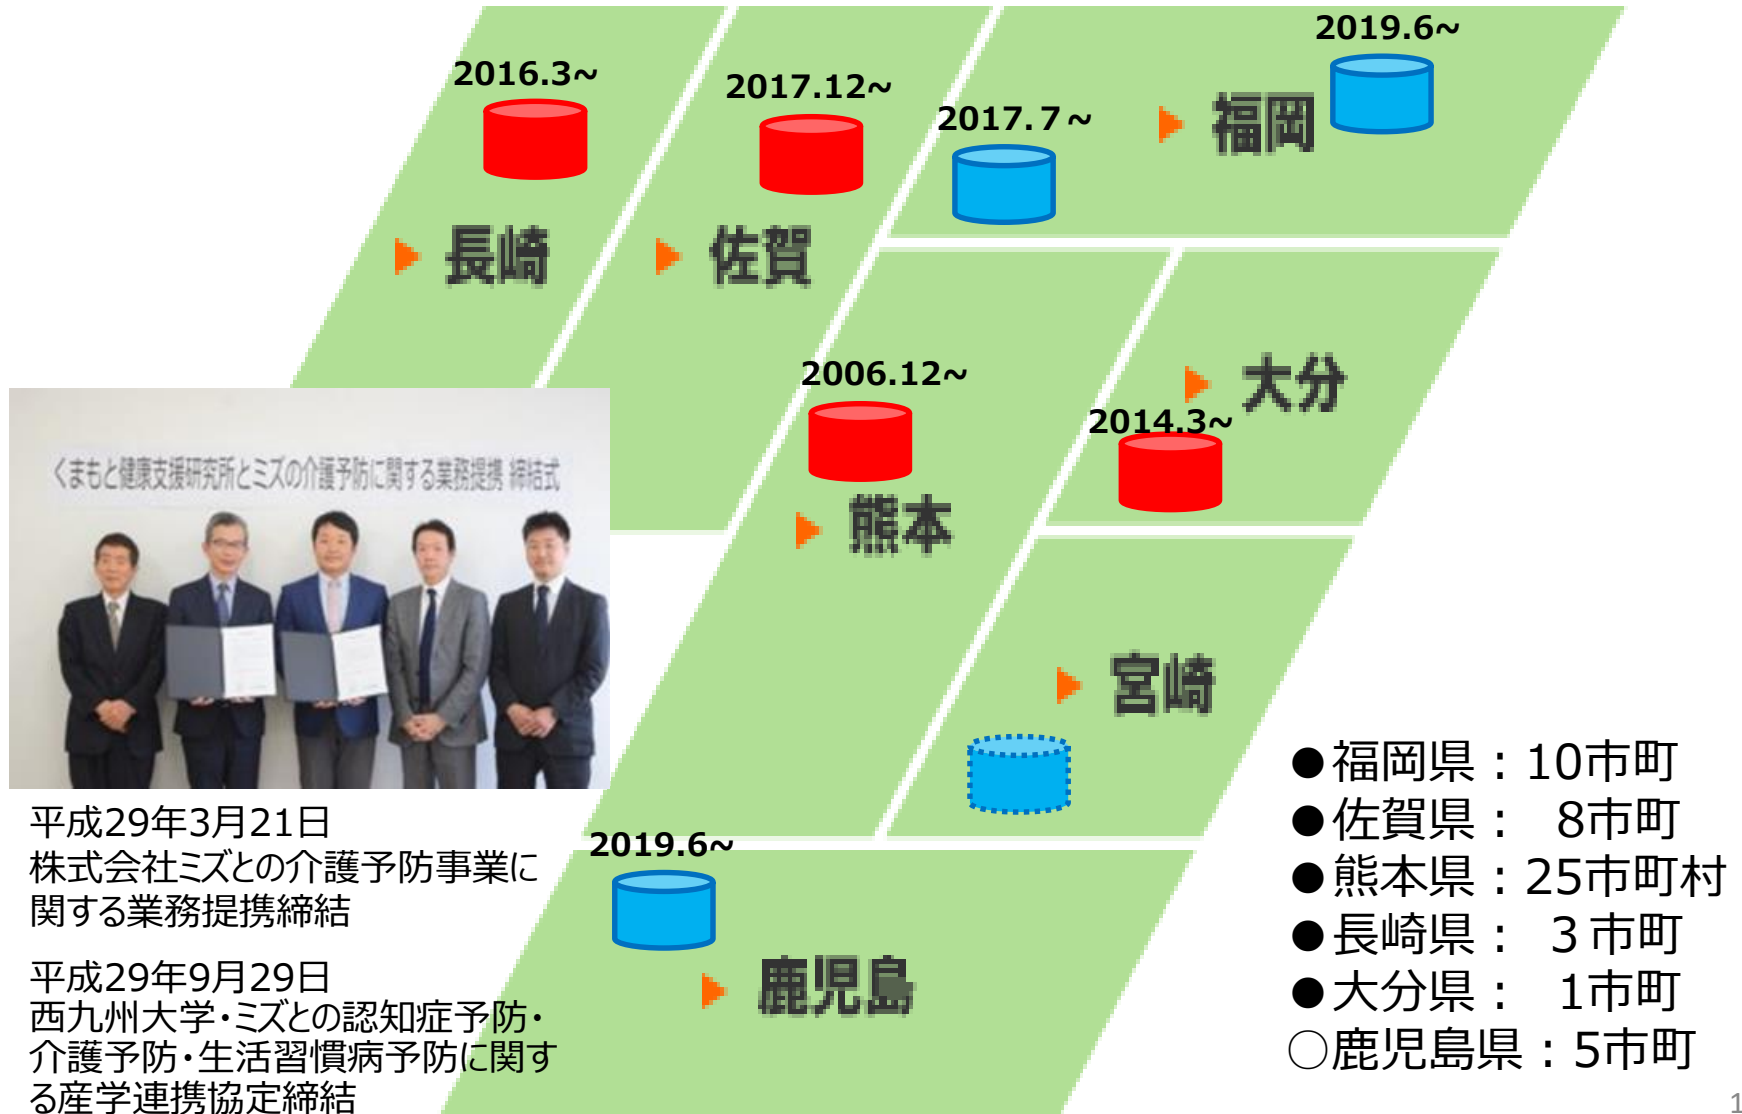 2019.6~
2016.3~
2017.12~
2017.７~
福岡
長崎
佐賀
2006.12~
大分
2014.3~
くまもと健康支援研究所とミズの介護予防に関する業務提携 締結式
熊本
宮崎
●福岡県：10市町
●佐賀県： 8市町
●熊本県：25市町村
●長崎県： ３市町
●大分県： 1市町
○鹿児島県：5市町
平成29年3月21日
株式会社ミズとの介護予防事業に
関する業務提携締結
2019.6~
鹿児島
平成29年9月29日
西九州大学・ミズとの認知症予防・
介護予防・生活習慣病予防に関す
る産学連携協定締結
1